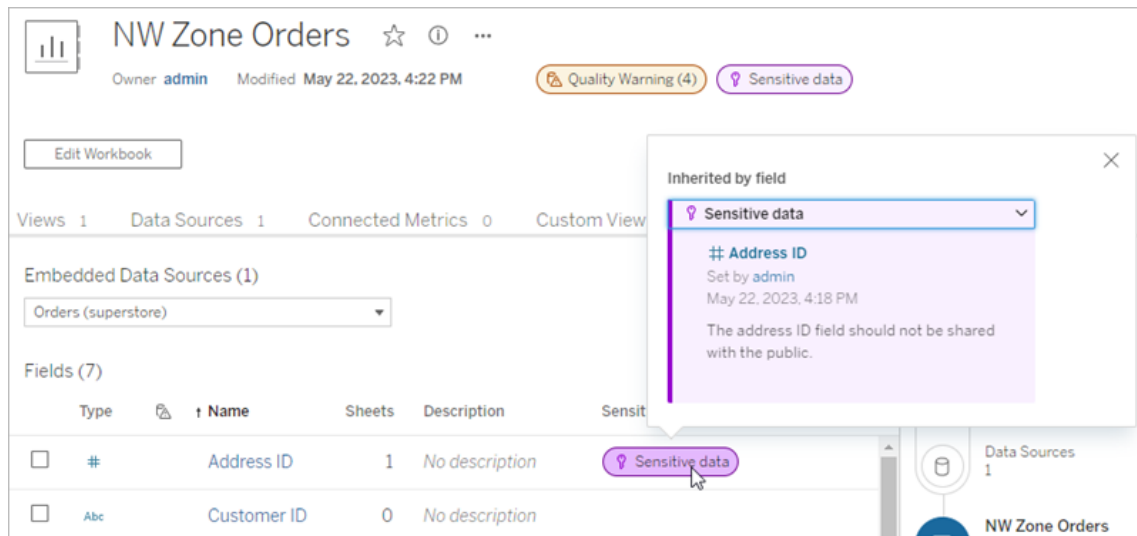 NW Zone Orders
Owner admin Modified May 22, 2023, 4:22 PM
Quality Warning (4)
Sensitive data
Edit Workbook
Views 1 Data Sources 1 Connected Metrics 0 Custom View
Embedded Data Sources (1)
Orders (superstore)
Fields (7)
Type Name Sheets Description Sensit
# Address ID 1 No description Sensitive data
Abc Customer ID 0 No description
Inherited by field
Sensitive data
# Address ID
Set by admin
May 22, 2023, 4:18 PM
The address ID field should not be shared
with the public.
Data Sources
1
NW Zone Orders